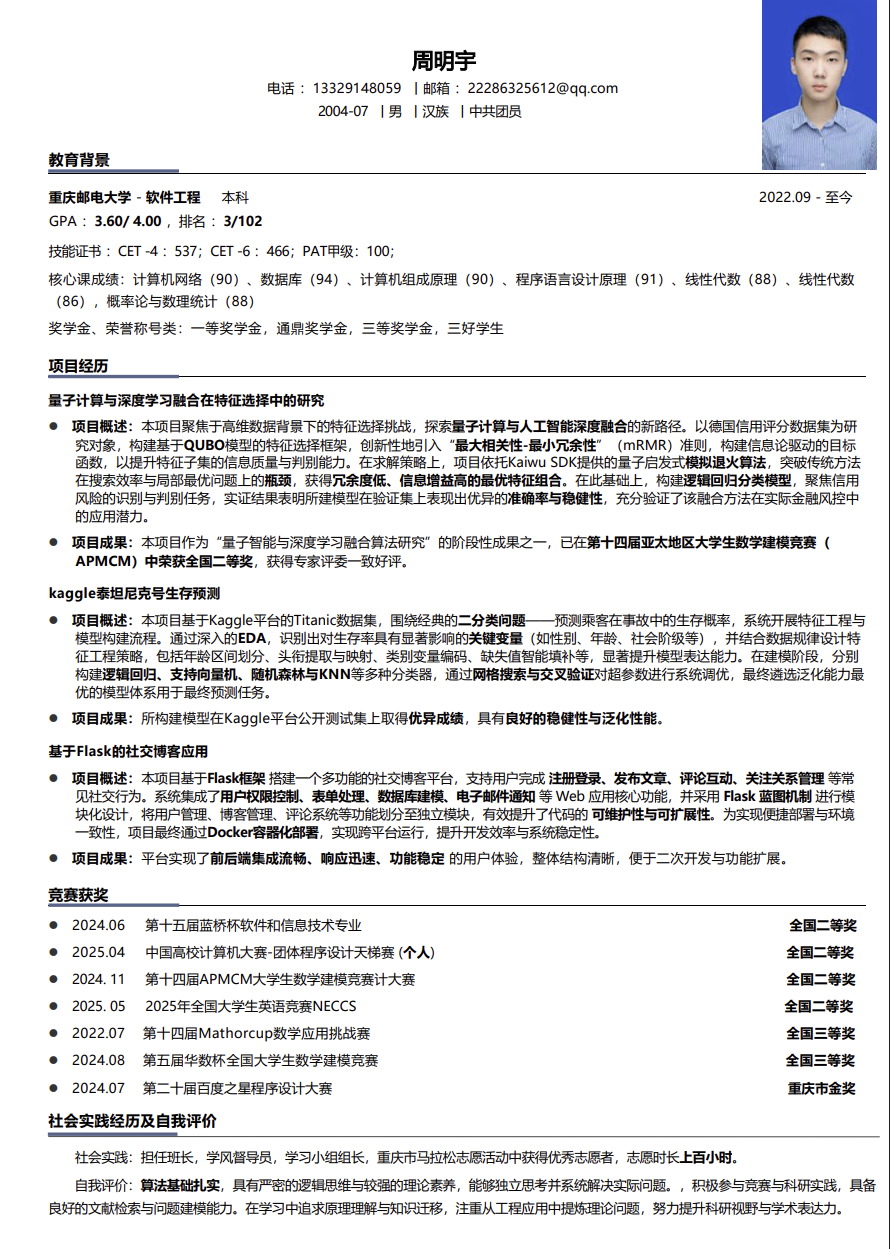 周明宇
电话 ：13329148059 丨邮箱 ：22286325612@qq.com
2004-07 丨男 丨汉族 丨中共团员
教育背景
重庆邮电大学 - 软件工程 本科 2022.09 - 至今
GPA ：3.60/ 4.00 ，排名 ：3/102
技能证书 ：CET -4 ：537；CET -6 ：466；PAT甲级：100；
核心课成绩：计算机网络（90）、数据库（94）、计算机组成原理（90）、程序语言设计原理（91）、线性代数（88）、线性代数
（86），概率论与数理统计（88）
奖学金、荣誉称号类：一等奖学金，通鼎奖学金，三等奖学金，三好学生
项目经历
量子计算与深度学习融合在特征选择中的研究
● 项目概述：本项目聚焦于高维数据背景下的特征选择挑战，探索量子计算与人工智能深度融合的新路径。以德国信用评分数据集为研
究对象，构建基于QUBO模型的特征选择框架，创新性地引入“最大相关性-最小冗余性”（mRMR）准则，构建信息论驱动的目标
函数，以提升特征子集的信息质量与判别能力。在求解策略上，项目依托Kaiwu SDK提供的量子启发式模拟退火算法，突破传统方法
在搜索效率与局部最优问题上的瓶颈，获得冗余度低、信息增益高的最优特征组合。在此基础上，构建逻辑回归分类模型，聚焦信用
风险的识别与判别任务，实证结果表明所建模型在验证集上表现出优异的准确率与稳健性，充分验证了该融合方法在实际金融风控中
的应用潜力。
● 项目成果：本项目作为“量子智能与深度学习融合算法研究”的阶段性成果之一，已在第十四届亚太地区大学生数学建模竞赛（
APMCM）中荣获全国二等奖，获得专家评委一致好评。
kaggle泰坦尼克号生存预测
● 项目概述：本项目基于Kaggle平台的Titanic数据集，围绕经典的二分类问题——预测乘客在事故中的生存概率，系统开展特征工程与
模型构建流程。通过深入的EDA，识别出对生存率具有显著影响的关键变量（如性别、年龄、社会阶级等），并结合数据规律设计特
征工程策略，包括年龄区间划分、头衔提取与映射、类别变量编码、缺失值智能填补等，显著提升模型表达能力。在建模阶段，分别
构建逻辑回归、支持向量机、随机森林与KNN等多种分类器，通过网格搜索与交叉验证对超参数进行系统调优，最终遴选泛化能力最
优的模型体系用于最终预测任务。
● 项目成果：所构建模型在Kaggle平台公开测试集上取得优异成绩，具有良好的稳健性与泛化性能。
基于Flask的社交博客应用
● 项目概述：本项目基于Flask框架 搭建一个多功能的社交博客平台，支持用户完成 注册登录、发布文章、评论互动、关注关系管理 等常
见社交行为。系统集成了用户权限控制、表单处理、数据库建模、电子邮件通知 等 Web 应用核心功能，并采用 Flask 蓝图机制 进行模
块化设计，将用户管理、博客管理、评论系统等功能划分至独立模块，有效提升了代码的 可维护性与可扩展性。为实现便捷部署与环境
一致性，项目最终通过Docker容器化部署，实现跨平台运行，提升开发效率与系统稳定性。
● 项目成果：平台实现了前后端集成流畅、响应迅速、功能稳定 的用户体验，整体结构清晰，便于二次开发与功能扩展。
竞赛获奖
● 2024.06 第十五届蓝桥杯软件和信息技术专业 全国二等奖
● 2025.04 中国高校计算机大赛-团体程序设计天梯赛 (个人) 全国二等奖
● 2024. 11 第十四届APMCM大学生数学建模竞赛计大赛 全国二等奖
● 2025. 05 2025年全国大学生英语竞赛NECCS 全国二等奖
● 2022.07 第十四届Mathorcup数学应用挑战赛 全国三等奖
● 2024.08 第五届华数杯全国大学生数学建模竞赛 全国三等奖
● 2024.07 第二十届百度之星程序设计大赛 重庆市金奖
社会实践经历及自我评价
社会实践：担任班长，学风督导员，学习小组组长，重庆市马拉松志愿活动中获得优秀志愿者，志愿时长上百小时。
自我评价：算法基础扎实，具有严密的逻辑思维与较强的理论素养，能够独立思考并系统解决实际问题。，积极参与竞赛与科研实践，具备
良好的文献检索与问题建模能力。在学习中追求原理理解与知识迁移，注重从工程应用中提炼理论问题，努力提升科研视野与学术表达力。